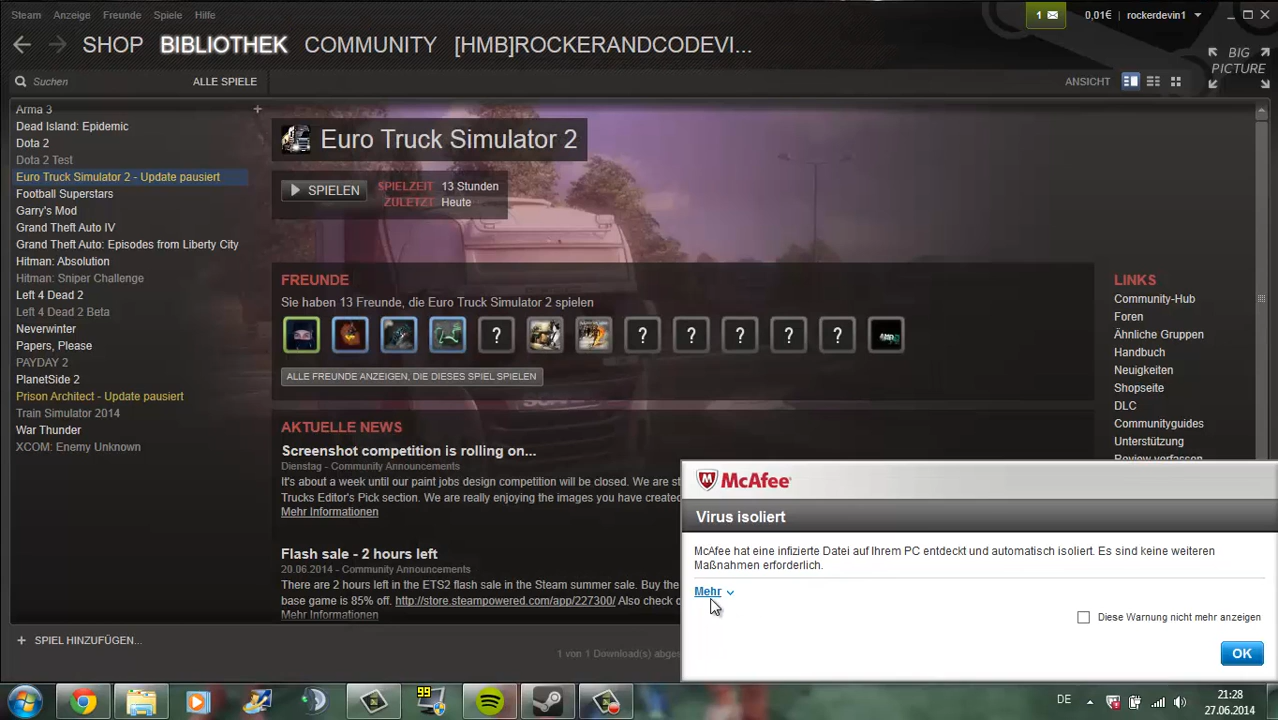 Steam Anzeige Freunde Spiele Hilfe
1 0,01€ rockerdevin1
SHOP BIBLIOTHEK COMMUNITY [HMB]ROCKERANDCODEVI...
BIG PICTURE
Suchen ALLE SPIELE ANSICHT
Arma 3 +
Dead Island: Epidemic
Dota 2
Dota 2 Test
Euro Truck Simulator 2 - Update pausiert
Football Superstars
Garry's Mod
Grand Theft Auto IV
Grand Theft Auto: Episodes from Liberty City
Hitman: Absolution
Hitman: Sniper Challenge
Left 4 Dead 2
Left 4 Dead 2 Beta
Neverwinter
Papers, Please
PAYDAY 2
PlanetSide 2
Prison Architect - Update pausiert
Train Simulator 2014
War Thunder
XCOM: Enemy Unknown
+ SPIEL HINZUFÜGEN...
Euro Truck Simulator 2
SPIELEN
SPIELZEIT 13 Stunden
ZULETZT Heute
FREUNDE
Sie haben 13 Freunde, die Euro Truck Simulator 2 spielen
? ? ? ? ? ?
ALLE FREUNDE ANZEIGEN, DIE DIESES SPIEL SPIELEN
AKTUELLE NEWS
Screenshot competition is rolling on...
Dienstag - Community Announcements
It's about a week until our paint jobs design competition will be closed. We are st
Trucks Editor's Pick section. We are really enjoying the images you have created
Mehr Informationen
Flash sale - 2 hours left
20.06.2014 - Community Announcements
There are 2 hours left in the ETS2 flash sale in the Steam summer sale. Buy the
base game is 85% off. http://store.steampowered.com/app/227300/ Also check o
Mehr Informationen
1 von 1 Download(s) abge
LINKS
Community-Hub
Foren
Ähnliche Gruppen
Handbuch
Neuigkeiten
Shopseite
DLC
Communityguides
Unterstützung
Review verfassen
McAfee
Virus isoliert
McAfee hat eine infizierte Datei auf Ihrem PC entdeckt und automatisch isoliert. Es sind keine weiteren
Maßnahmen erforderlich.
Mehr
Diese Warnung nicht mehr anzeigen
OK
99
DE
21:28
27.06.2014